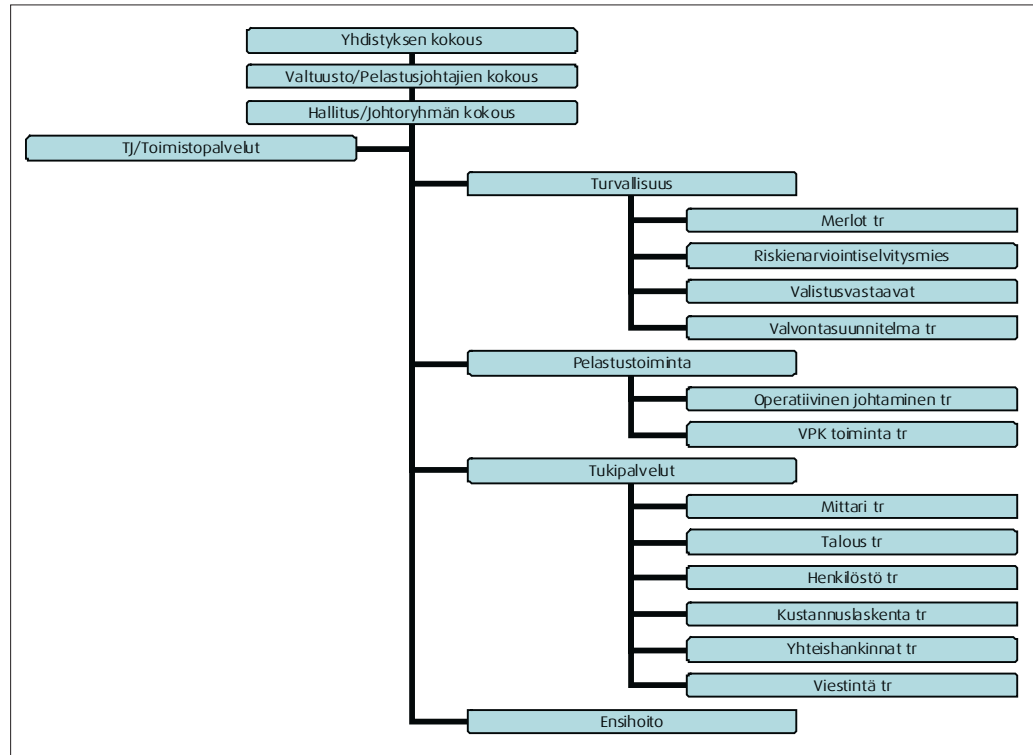 Yhdistyksen kokous
Valtuusto/Pelastusjohtajien kokous
Hallitus/Johtoryhmän kokous
TJ/Toimistopalvelut
Turvallisuus
Merlot tr
Riskienarviointiselvitysmies
Valistusvastaavat
Valvontasuunnitelma tr
Pelastustoiminta
Operatiivinen johtaminen tr
VPK toiminta tr
Tukipalvelut
Mittari tr
Talous tr
Henkilöstö tr
Kustannuslaskenta tr
Yhteishankinnat tr
Viestintä tr
Ensihoito